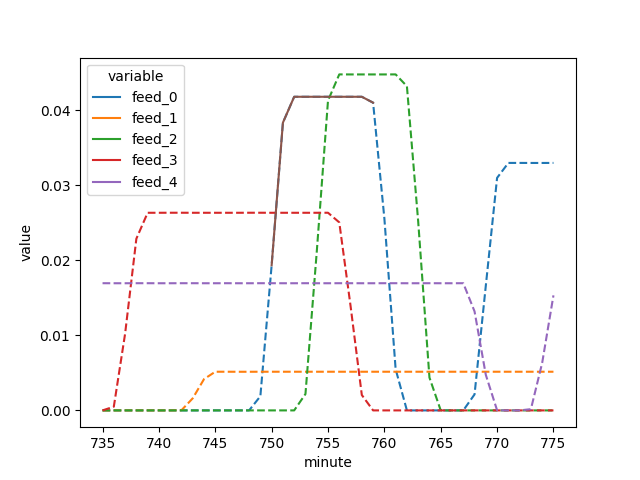 variable
feed_0
feed_1
feed_2
feed_3
feed_4
value
0.04
0.03
0.02
0.01
0.00
735 740 745 750 755 760 765 770 775
minute